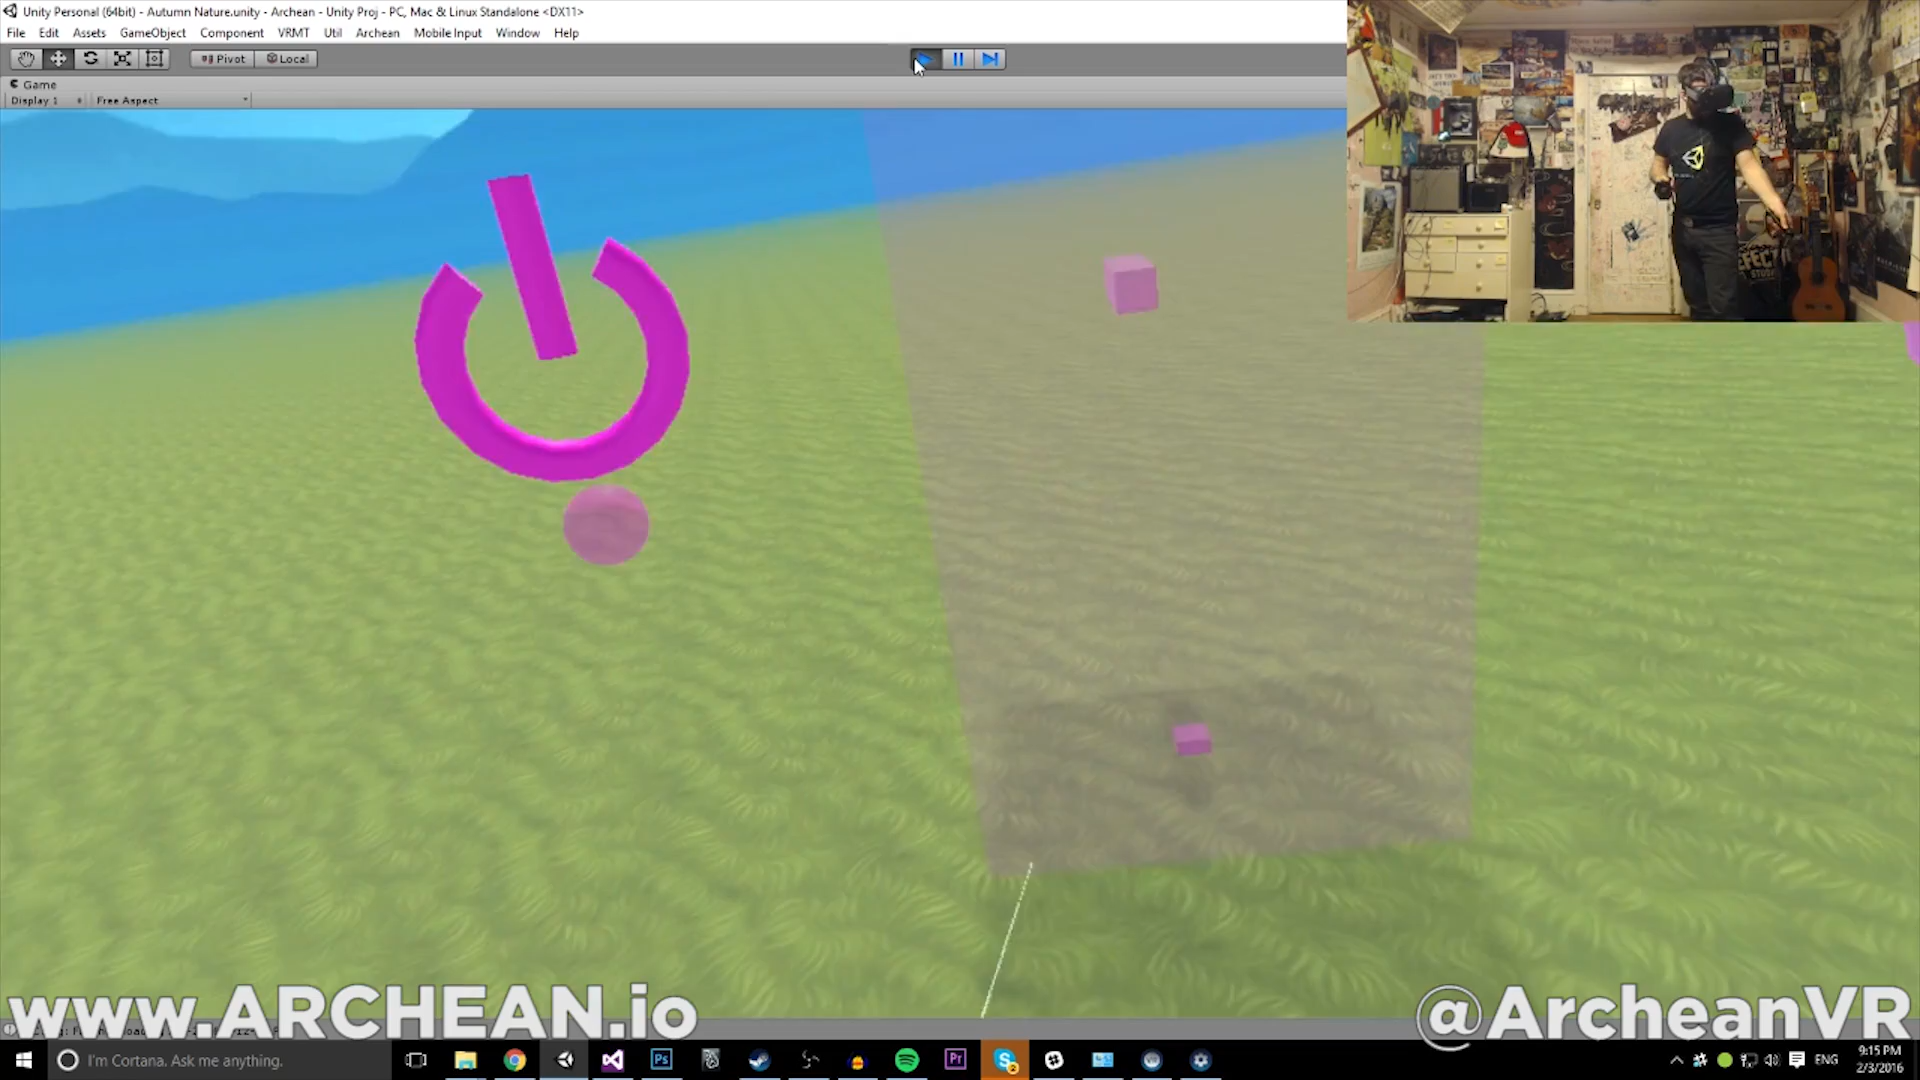 Unity Personal (64bit) - Autumn Nature.unity - Archean - Unity Proj - PC, Mac & Linux Standalone <DX11>
File Edit Assets GameObject Component VRMT Util Archean Mobile Input Window Help
Pivot Local
Game
Display 1 Free Aspect
www.ARCHEAN.io
@ArcheanVR
I'm Cortana. Ask me anything.
Ps
Pr
ENG
9:15 PM
2/3/2016